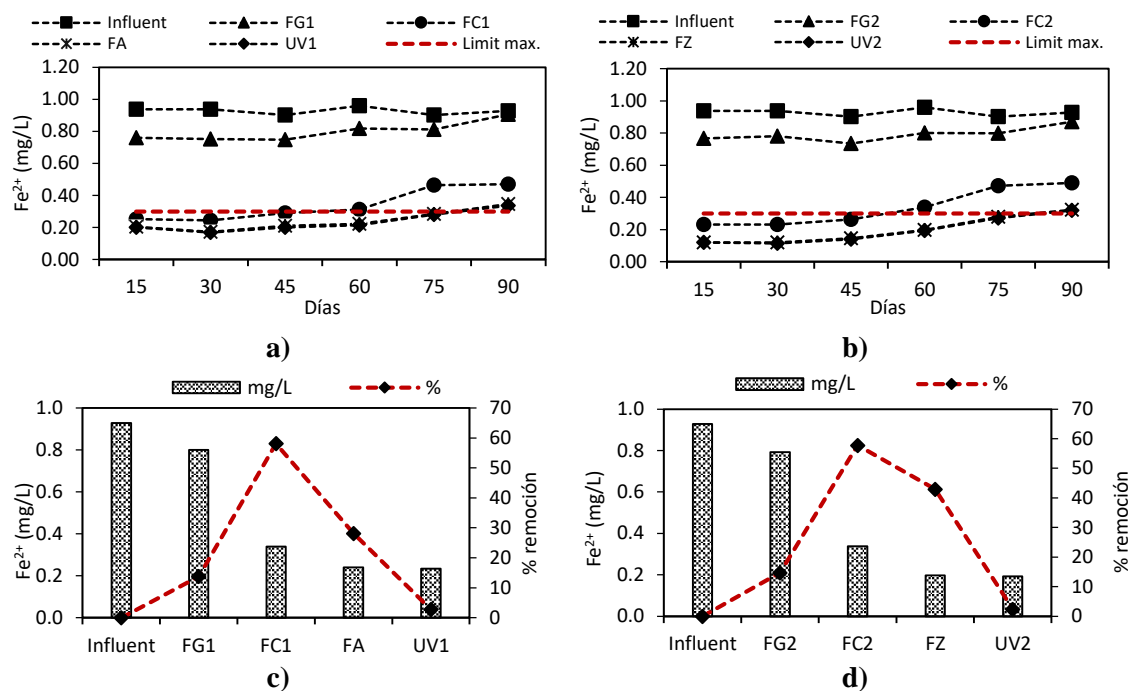 Influent FG1 FC1
FA UV1 Limit max.
1.20
1.00
0.80
0.60
0.40
0.20
0.00
Fe²⁺ (mg/L)
15 30 45 60 75 90
Días
a)
Influent FG2 FC2
FZ UV2 Limit max.
1.20
1.00
0.80
0.60
0.40
0.20
0.00
Fe²⁺ (mg/L)
15 30 45 60 75 90
Días
b)
mg/L %
1.0
0.8
0.6
0.4
0.2
0.0
Fe²⁺ (mg/L)
70
60
50
40
30
20
10
0
% remoción
Influent FG1 FC1 FA UV1
c)
mg/L %
1.0
0.8
0.6
0.4
0.2
0.0
Fe²⁺ (mg/L)
70
60
50
40
30
20
10
0
% remoción
Influent FG2 FC2 FZ UV2
d)